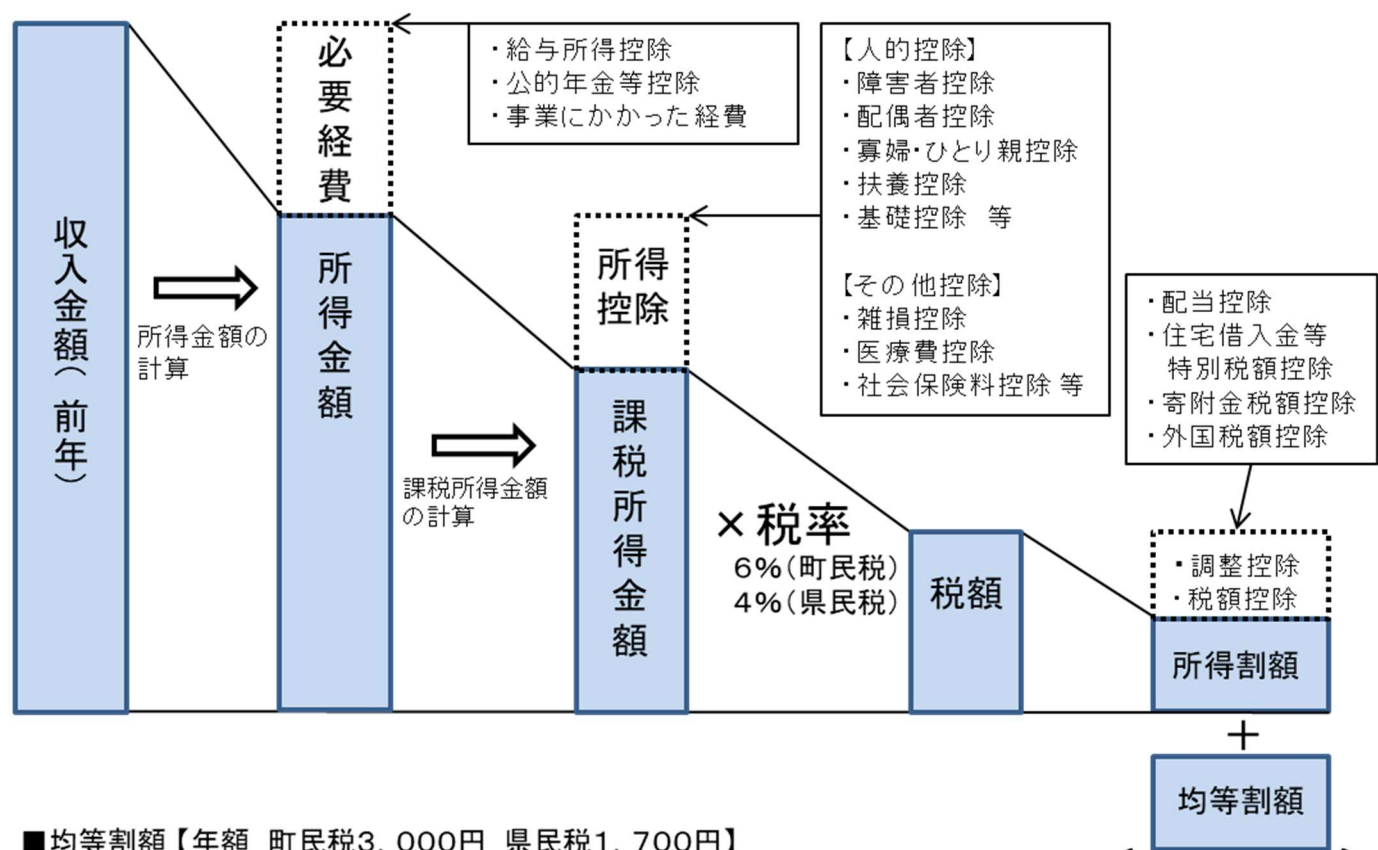 収入金額(前年)
所得金額の
計算
必要経費
所得金額
・給与所得控除
・公的年金等控除
・事業にかかった経費
課税所得金額
の計算
所得
控除
課税所得金額
【人的控除】
・障害者控除
・配偶者控除
・寡婦・ひとり親控除
・扶養控除
・基礎控除 等
【その他控除】
・雑損控除
・医療費控除
・社会保険料控除 等
×税率
6%(町民税)
4%(県民税)
税額
・配当控除
・住宅借入金等
特別税額控除
・寄附金税額控除
・外国税額控除
・調整控除
・税額控除
所得割額
+
均等割額
■均等割額【年額 町民税3,000円 県民税1,700円】